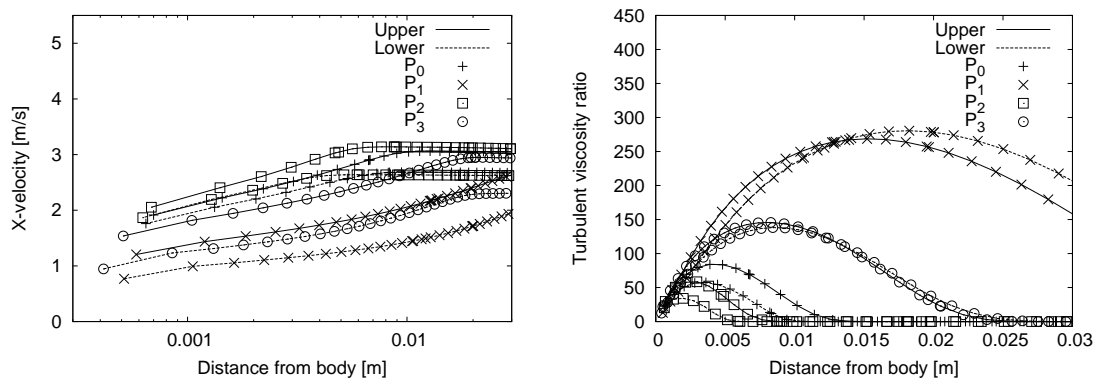 5
4
3
2
1
0
X-velocity [m/s]
0.001
0.01
Distance from body [m]
Upper
Lower
P0
P1
P2
P3
450
400
350
300
250
200
150
100
50
0
Turbulent viscosity ratio
0
0.005
0.01
0.015
0.02
0.025
0.03
Distance from body [m]
Upper
Lower
P0
P1
P2
P3